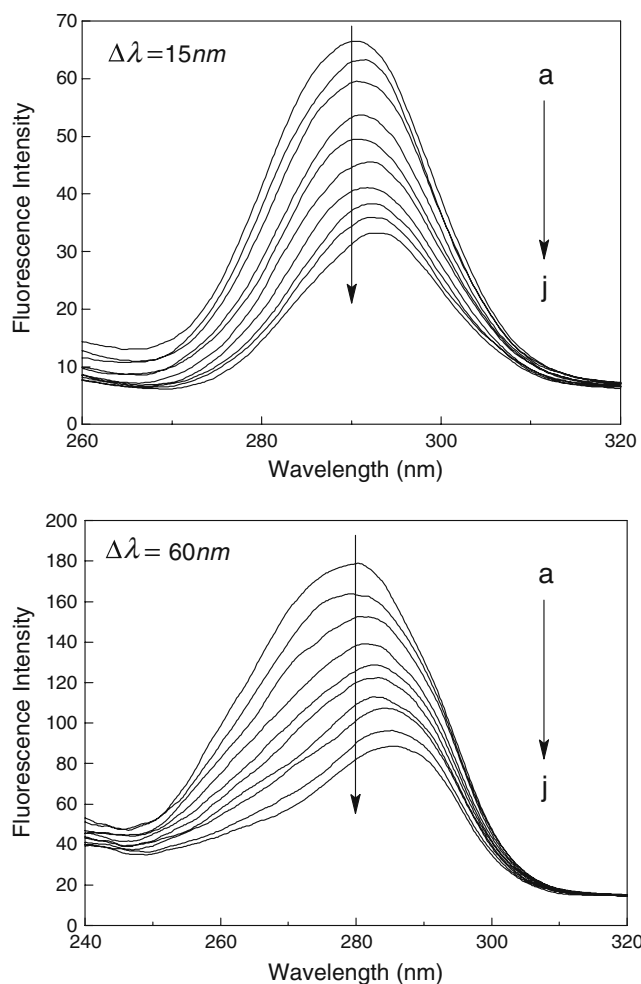 Δλ=15nm
a
j
70
60
50
40
30
20
10
0
260
280
300
320
Fluorescence Intensity
Wavelength (nm)
Δλ= 60nm
a
j
200
180
160
140
120
100
80
60
40
20
0
240
260
280
300
320
Fluorescence Intensity
Wavelength (nm)